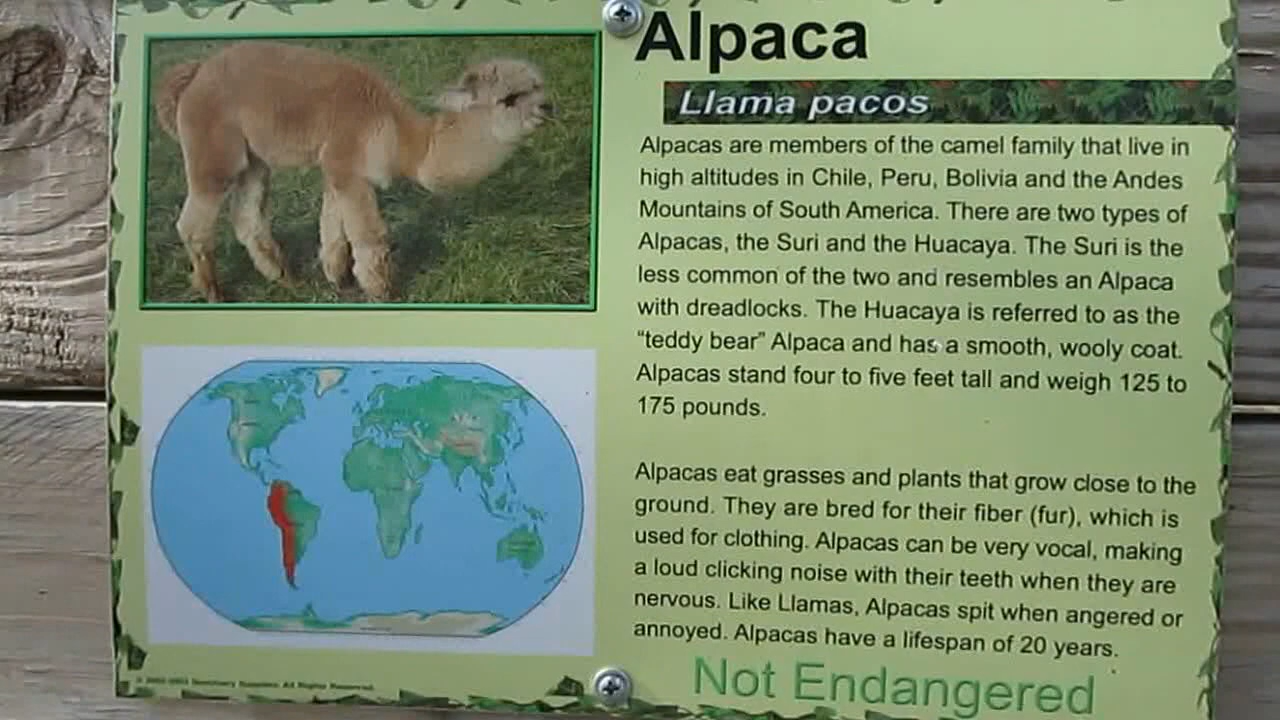 Alpaca
Llama pacos
Alpacas are members of the camel family that live in
high altitudes in Chile, Peru, Bolivia and the Andes
Mountains of South America. There are two types of
Alpacas, the Suri and the Huacaya. The Suri is the
less common of the two and resembles an Alpaca
with dreadlocks. The Huacaya is referred to as the
“teddy bear” Alpaca and has a smooth, wooly coat.
Alpacas stand four to five feet tall and weigh 125 to
175 pounds.
Alpacas eat grasses and plants that grow close to the
ground. They are bred for their fiber (fur), which is
used for clothing. Alpacas can be very vocal, making
a loud clicking noise with their teeth when they are
nervous. Like Llamas, Alpacas spit when angered or
annoyed. Alpacas have a lifespan of 20 years.
Not Endangered
All Rights Reserved.